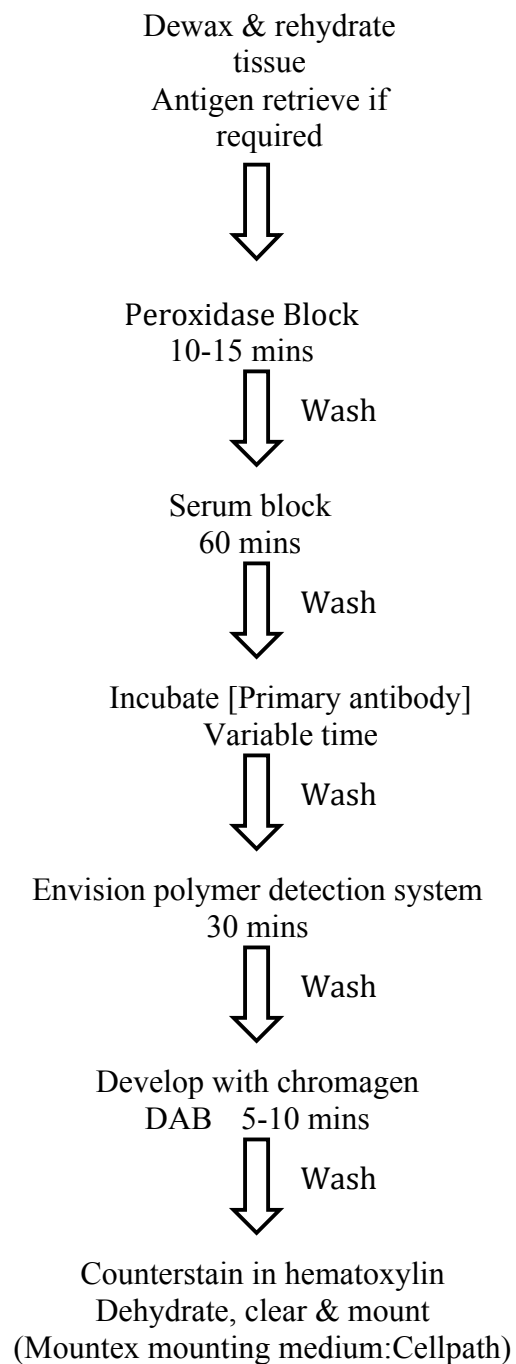 Dewax & rehydrate
tissue
Antigen retrieve if
required
Peroxidase Block
10-15 mins
Wash
Serum block
60 mins
Wash
Incubate [Primary antibody]
Variable time
Wash
Envision polymer detection system
30 mins
Wash
Develop with chromagen
DAB 5-10 mins
Wash
Counterstain in hematoxylin
Dehydrate, clear & mount
(Mountex mounting medium:Cellpath)